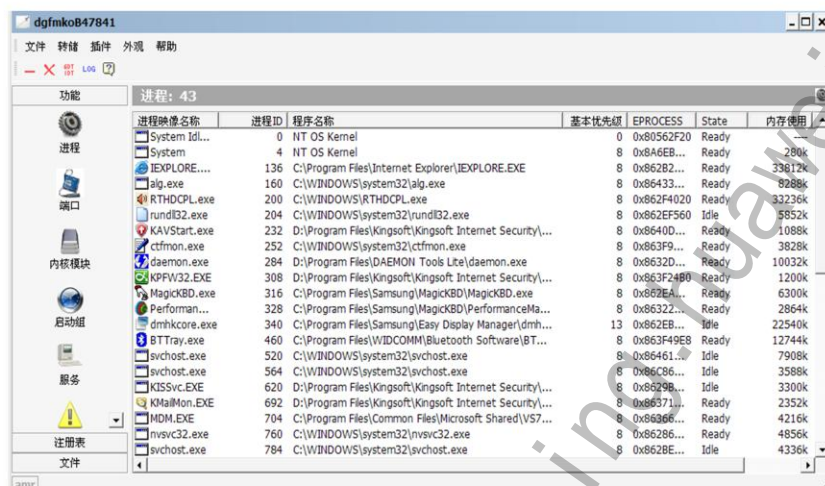 dgfmkoB47841
文件 转储 插件 外观 帮助
LOG
功能 进程: 43
进程映像名称 进程ID 程序名称 基本优先级 EPROCESS State 内存使用
System Idl... 0 NT OS Kernel 0 0x80562F20 Ready ----
System 4 NT OS Kernel 8 0x8A6EB... Ready 280k
IEXPLORE.... 136 C:\Program Files\Internet Explorer\IEXPLORE.EXE 8 0x862B2... Ready 33812k
alg.exe 160 C:\WINDOWS\system32\alg.exe 8 0x86433... Ready 8288k
RTHDCPL.exe 200 C:\WINDOWS\RTHDCPL.exe 8 0x862F4020 Ready 33236k
rundll32.exe 204 C:\WINDOWS\system32\rundll32.exe 8 0x862EF560 Idle 5852k
KAVStart.exe 232 D:\Program Files\Kingsoft\Kingsoft Internet Security\... 8 0x8640D... Ready 1088k
ctfmon.exe 252 C:\WINDOWS\system32\ctfmon.exe 8 0x863F9... Ready 3828k
daemon.exe 284 D:\Program Files\DAEMON Tools Lite\daemon.exe 8 0x8632D... Ready 10032k
KPFW32.EXE 308 D:\Program Files\Kingsoft\Kingsoft Internet Security\... 8 0x863F24B0 Ready 1200k
MagicKBD.exe 316 C:\Program Files\Samsung\MagicKBD\MagicKBD.exe 8 0x862EA... Ready 6300k
Performan... 328 C:\Program Files\Samsung\MagicKBD\PerformanceMa... 8 0x86322... Ready 2864k
dmhkcore.exe 340 C:\Program Files\Samsung\Easy Display Manager\dmh... 13 0x862EB... Idle 22540k
BTTray.exe 460 C:\Program Files\WIDCOMM\Bluetooth Software\BT... 8 0x863F49E8 Ready 12744k
svchost.exe 520 C:\WINDOWS\system32\svchost.exe 8 0x86461... Idle 7908k
svchost.exe 564 C:\WINDOWS\system32\svchost.exe 8 0x86C86... Idle 3588k
KISSvc.EXE 620 D:\Program Files\Kingsoft\Kingsoft Internet Security\... 8 0x8629B... Idle 3300k
KMailMon.EXE 692 D:\Program Files\Kingsoft\Kingsoft Internet Security\... 8 0x86371... Ready 2352k
MDM.EXE 704 C:\Program Files\Common Files\Microsoft Shared\VS7... 8 0x86366... Ready 4216k
nvsvc32.exe 760 C:\WINDOWS\system32\nvsvc32.exe 8 0x86286... Ready 4856k
svchost.exe 784 C:\WINDOWS\system32\svchost.exe 8 0x862BE... Idle 4336k
进程
端口
内核模块
启动组
服务
注册表
文件
amr
ing.huawei.